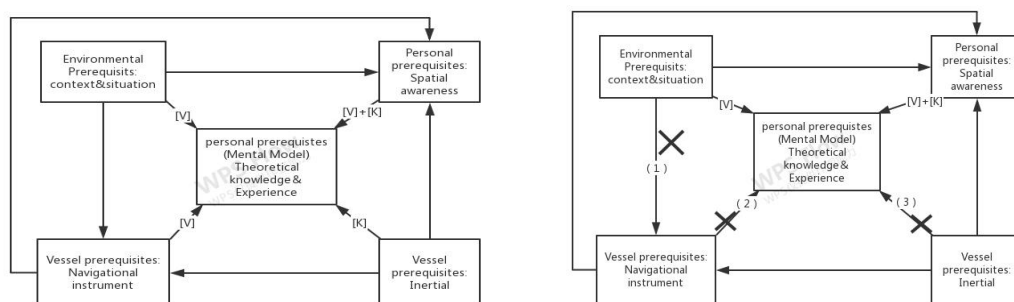 Environmental
Prerequisits:
context&situation
Personal
prerequisites:
Spatial
awareness
[V]
[V]+[K]
personal prerequistes
(Mental Model)
Theoretical
knowledge&
Experience
[V]
[K]
Vessel prerequisites:
Navigational
instrument
Vessel
prerequisites:
Inertial
Environmental
Prerequisits:
context&situation
Personal
prerequisites:
Spatial
awareness
[V]
[V]+[K]
personal prerequistes
(Mental Model)
Theoretical
knowledge&
Experience
(1)
(2)
(3)
Vessel prerequisites:
Navigational
instrument
Vessel
prerequisites:
Inertial